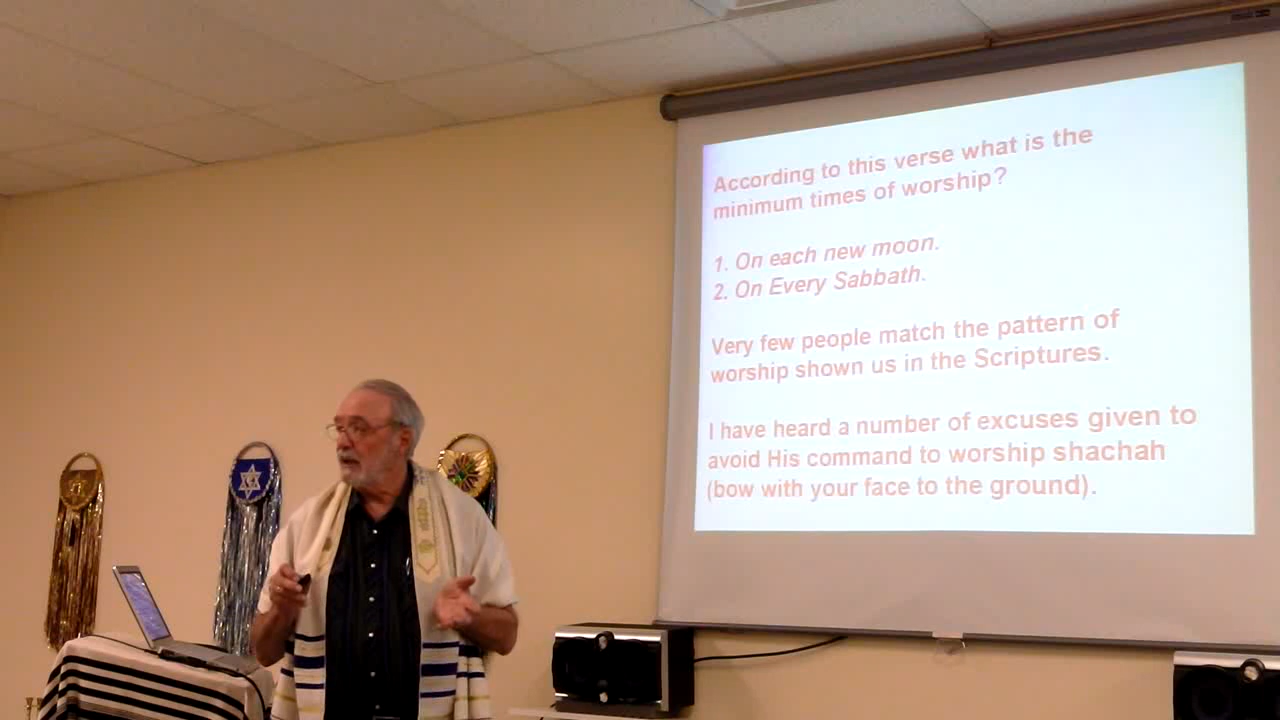 According to this verse what is the
minimum times of worship?
1. On each new moon.
2. On Every Sabbath.
Very few people match the pattern of
worship shown us in the Scriptures.
I have heard a number of excuses given to
avoid His command to worship shachah
(bow with your face to the ground).